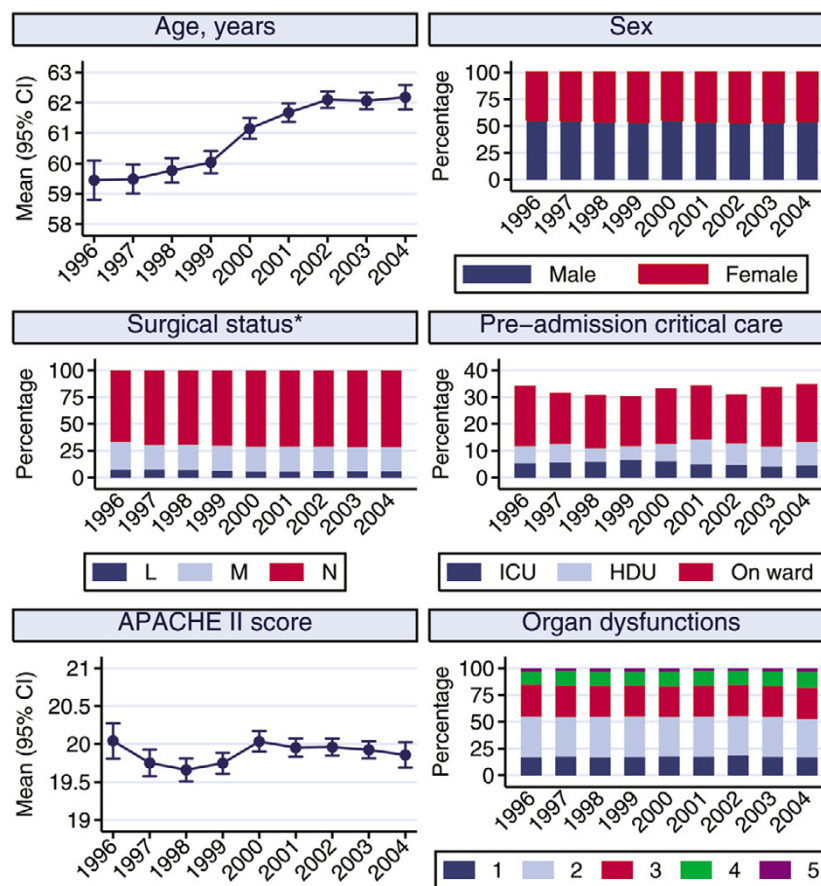 Age, years
Mean (95% CI)
63
62
61
60
59
58
1996 1997 1998 1999 2000 2001 2002 2003 2004
Sex
Percentage
100
75
50
25
0
1996 1997 1998 1999 2000 2001 2002 2003 2004
Male Female
Surgical status*
Percentage
100
75
50
25
0
1996 1997 1998 1999 2000 2001 2002 2003 2004
L M N
Pre–admission critical care
Percentage
40
30
20
10
0
1996 1997 1998 1999 2000 2001 2002 2003 2004
ICU HDU On ward
APACHE II score
Mean (95% CI)
21
20.5
20
19.5
19
1996 1997 1998 1999 2000 2001 2002 2003 2004
Organ dysfunctions
Percentage
100
75
50
25
0
1996 1997 1998 1999 2000 2001 2002 2003 2004
1 2 3 4 5